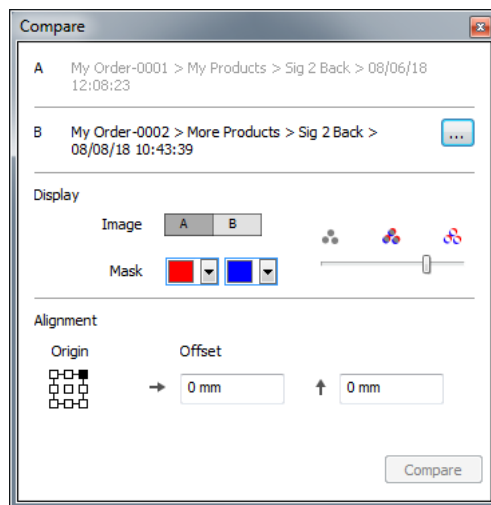 Compare
A My Order-0001 > My Products > Sig 2 Back > 08/06/18
12:08:23
B My Order-0002 > More Products > Sig 2 Back >
08/08/18 10:43:39
...
Display
Image A B
Mask
Alignment
Origin Offset
0 mm 0 mm
Compare